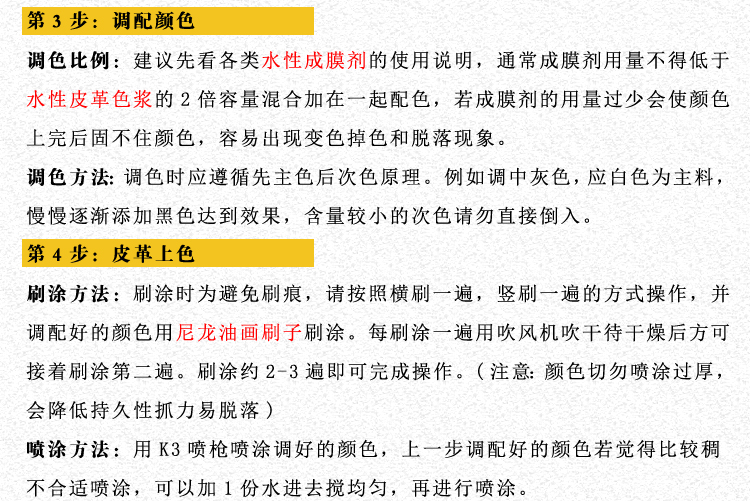 第 3 步：调配颜色
调色比例：建议先看各类水性成膜剂的使用说明，通常成膜剂用量不得低于
水性皮革色浆的 2 倍容量混合加在一起配色，若成膜剂的用量过少会使颜色
上完后固不住颜色，容易出现变色掉色和脱落现象。
调色方法：调色时应遵循先主色后次色原理。例如调中灰色，应白色为主料，
慢慢逐渐添加黑色达到效果，含量较小的次色请勿直接倒入。
第 4 步：皮革上色
刷涂方法：刷涂时为避免刷痕，请按照横刷一遍，竖刷一遍的方式操作，并
调配好的颜色用尼龙油画刷子刷涂。每刷涂一遍用吹风机吹干待干燥后方可
接着刷涂第二遍。刷涂约 2-3 遍即可完成操作。( 注意：颜色切勿喷涂过厚，
会降低持久性抓力易脱落 )
喷涂方法：用 K3 喷枪喷涂调好的颜色，上一步调配好的颜色若觉得比较稠
不合适喷涂，可以加 1 份水进去搅均匀，再进行喷涂。